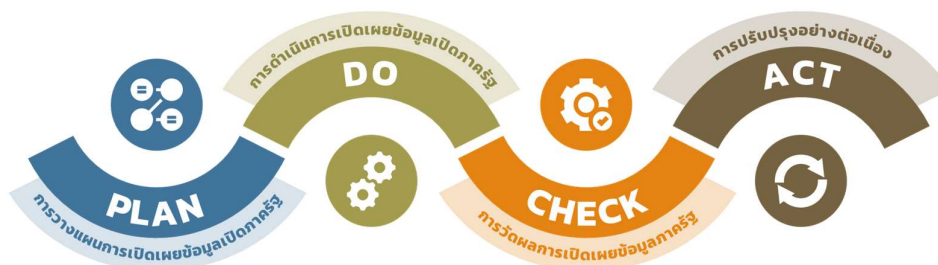 PLAN
การวางแผนการเปิดเผยข้อมูลเปิดภาครัฐ
การดำเนินการเปิดเผยข้อมูลเปิดภาครัฐ
DO
CHECK
การวัดผลการเปิดเผยข้อมูลภาครัฐ
การปรับปรุงอย่างต่อเนื่อง
ACT